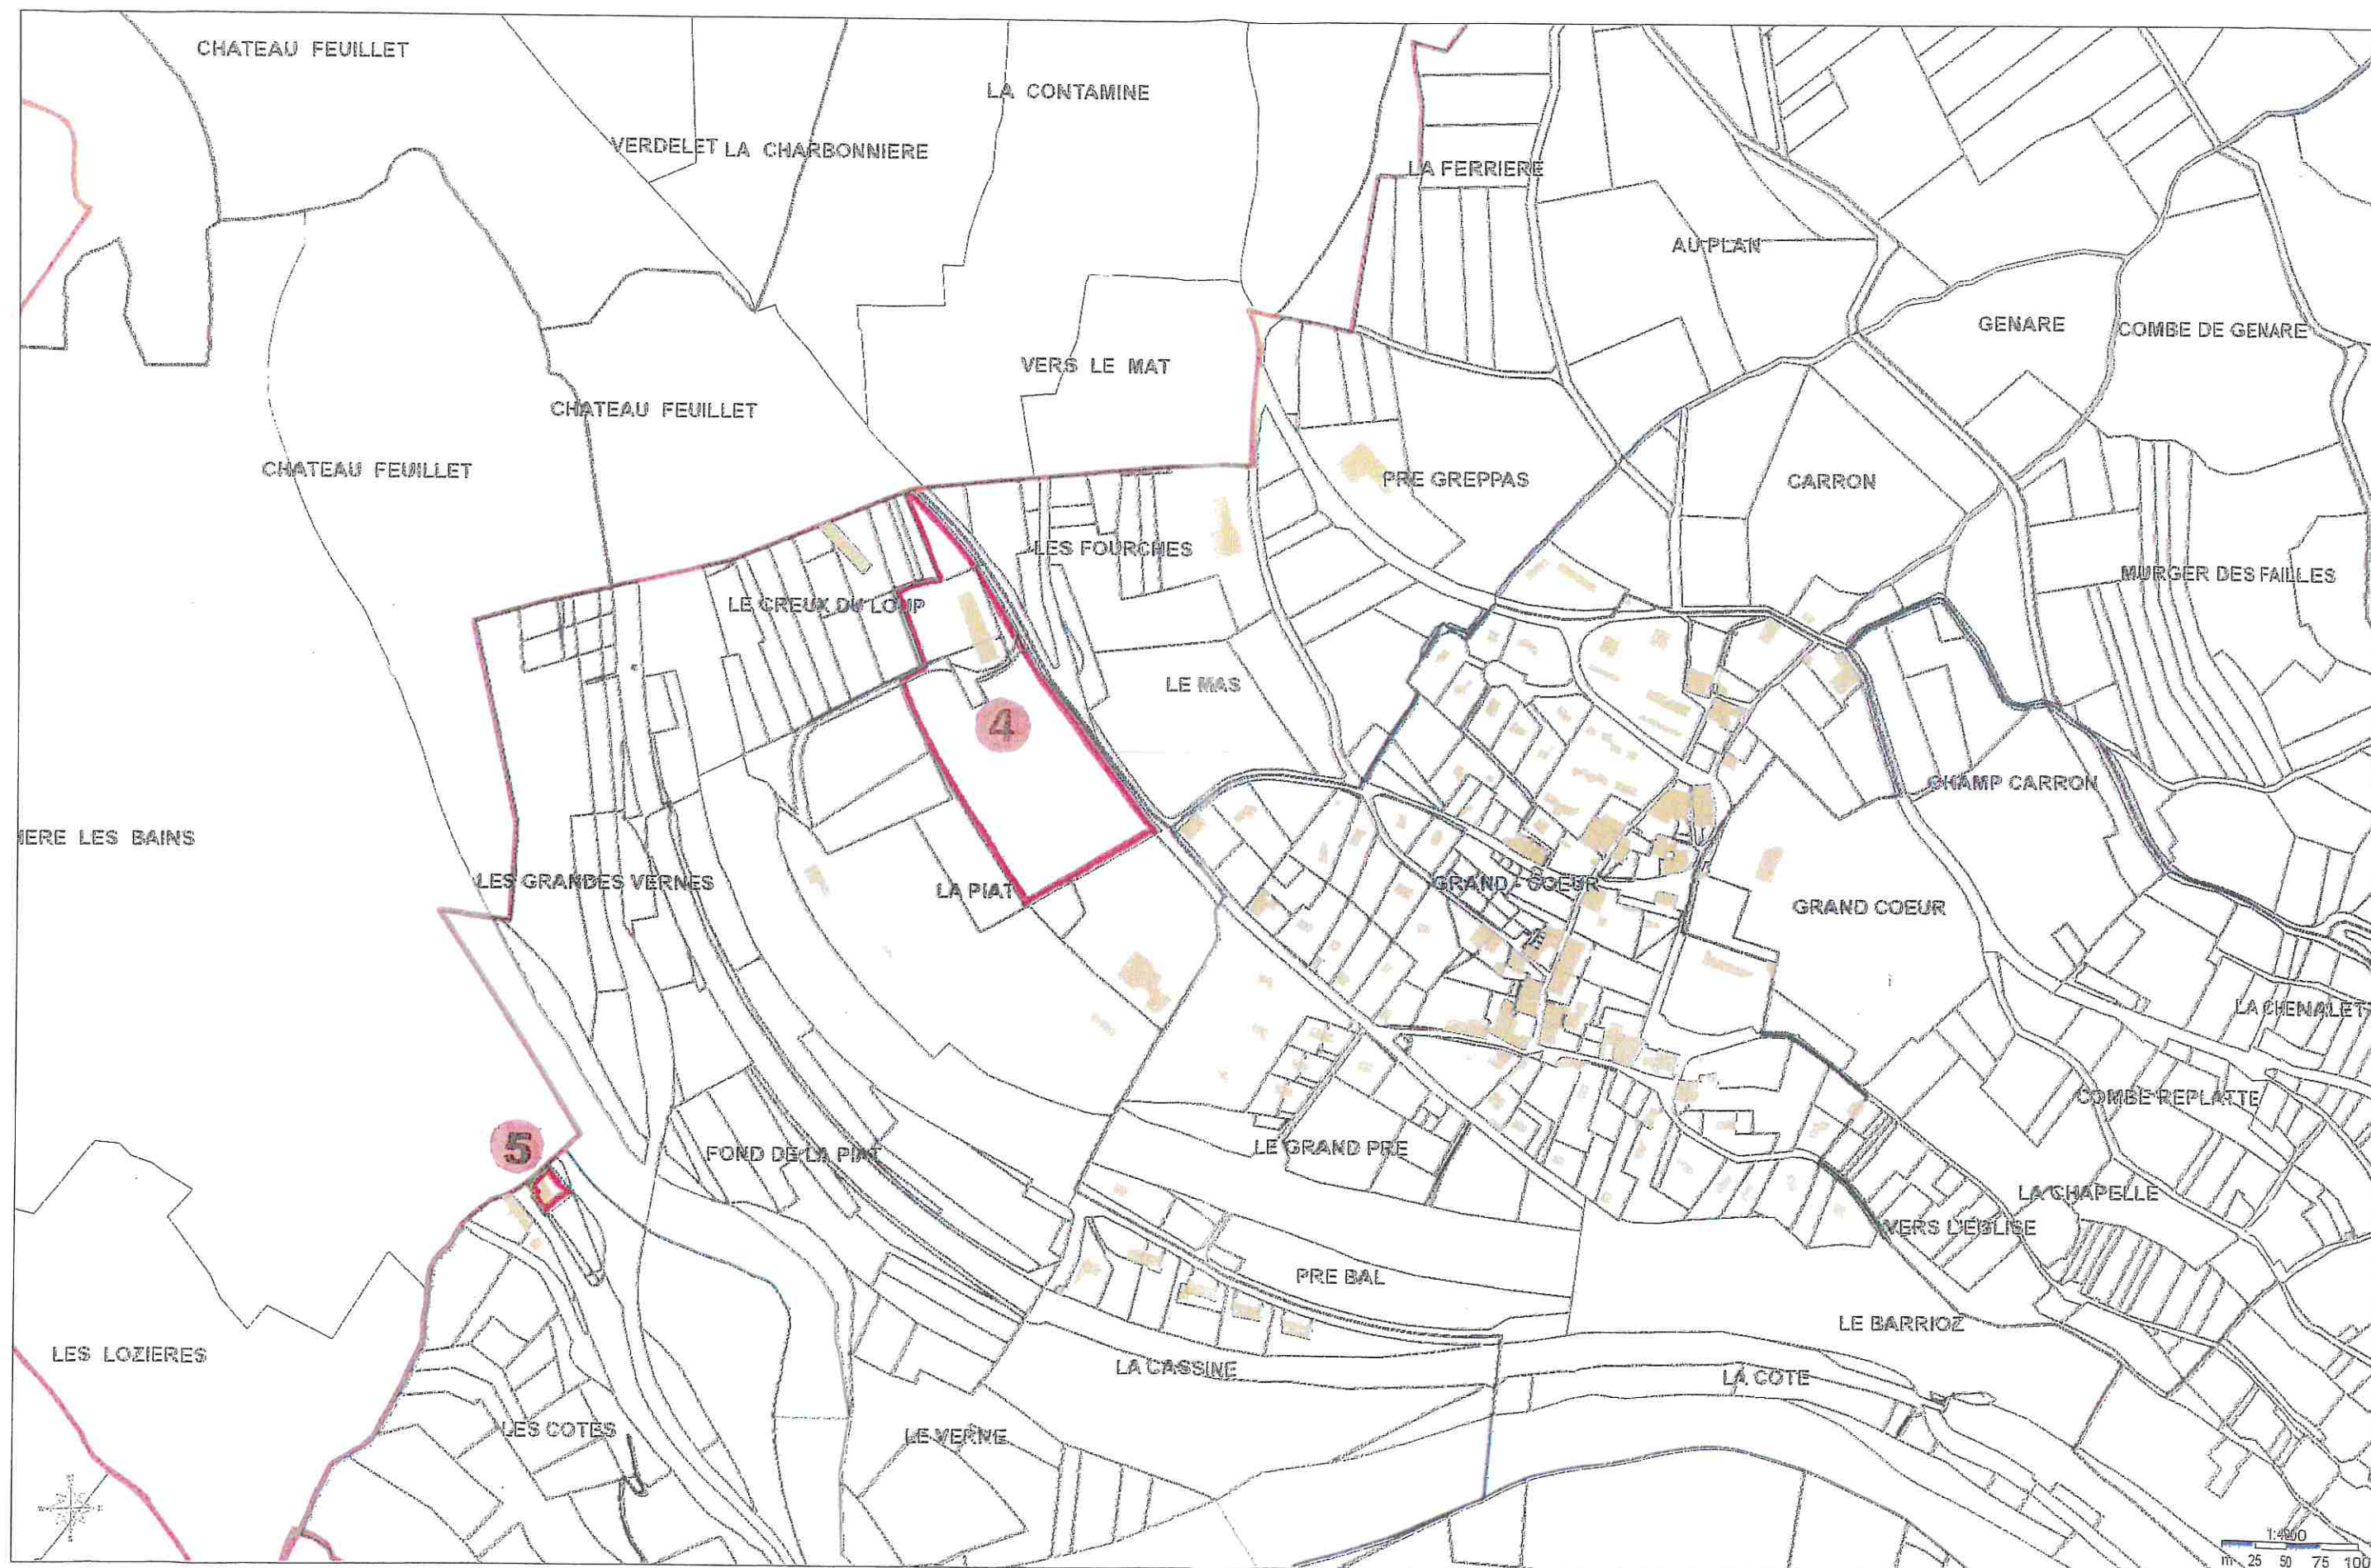 CHATEAU FEUILLET
LA CONTAMINE
VERDELET
LA CHARBONNIERE
LA FERRIERE
AU PLAN
GENARE
COMBE DE GENARE
VERS LE MAT
CHATEAU FEUILLET
CHATEAU FEUILLET
PRE GREPPAS
CARRON
LES FOURCHES
MURGER DES FAILLES
LE CREUX DU LOUP
LE MAS
4
CHAMP CARRON
IERE LES BAINS
LES GRANDES VERNES
LA PIAT
GRAND - COEUR
GRAND COEUR
LA CHENALET
COMBE REPLATTE
5
FOND DE LA PIAT
LE GRAND PRE
LA CHAPELLE
VERS L'EGLISE
PRE BAL
LE BARRIOZ
LES LOZIERES
LA CASSINE
LA COTE
LES COTES
LE VERNE
m 25 50 75 100